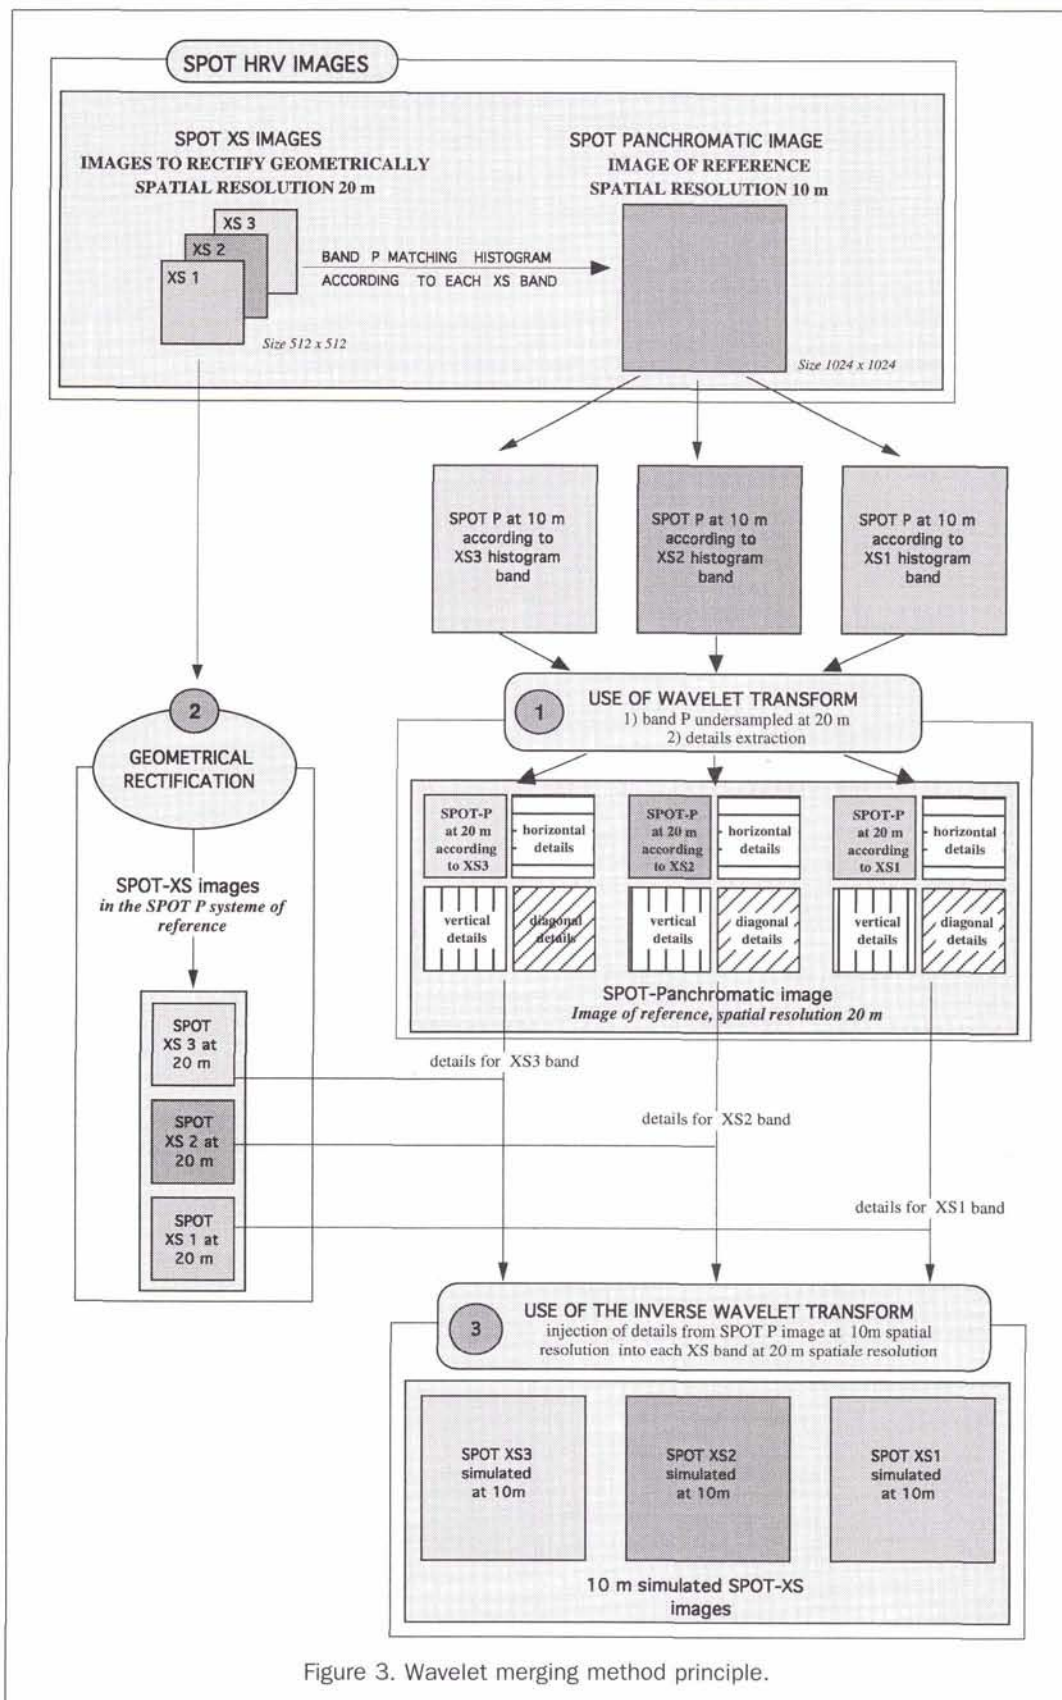 SPOT HRV IMAGES
SPOT XS IMAGES
IMAGES TO RECTIFY GEOMETRICALLY
SPATIAL RESOLUTION 20 m
SPOT PANCHROMATIC IMAGE
IMAGE OF REFERENCE
SPATIAL RESOLUTION 10 m
XS 3
XS 2
XS 1
BAND P MATCHING HISTOGRAM
ACCORDING TO EACH XS BAND
Size 512 x 512
Size 1024 x 1024
SPOT P at 10 m
according to
XS3 histogram
band
SPOT P at 10 m
according to
XS2 histogram
band
SPOT P at 10 m
according to
XS1 histogram
band
1
USE OF WAVELET TRANSFORM
1) band P undersampled at 20 m
2) details extraction
2
GEOMETRICAL
RECTIFICATION
SPOT-XS images
in the SPOT P systeme of
reference
SPOT-P
at 20 m
according
to XS3
horizontal
details
vertical
details
diagonal
details
SPOT-P
at 20 m
according
to XS2
horizontal
details
vertical
details
diagonal
details
SPOT-P
at 20 m
according
to XS1
horizontal
details
vertical
details
diagonal
details
SPOT-Panchromatic image
Image of reference, spatial resolution 20 m
SPOT
XS 3 at
20 m
SPOT
XS 2 at
20 m
SPOT
XS 1 at
20 m
details for XS3 band
details for XS2 band
details for XS1 band
3
USE OF THE INVERSE WAVELET TRANSFORM
injection of details from SPOT P image at 10m spatial
resolution into each XS band at 20 m spatiale resolution
SPOT XS3
simulated
at 10m
SPOT XS2
simulated
at 10m
SPOT XS1
simulated
at 10m
10 m simulated SPOT-XS
images
Figure 3. Wavelet merging method principle.